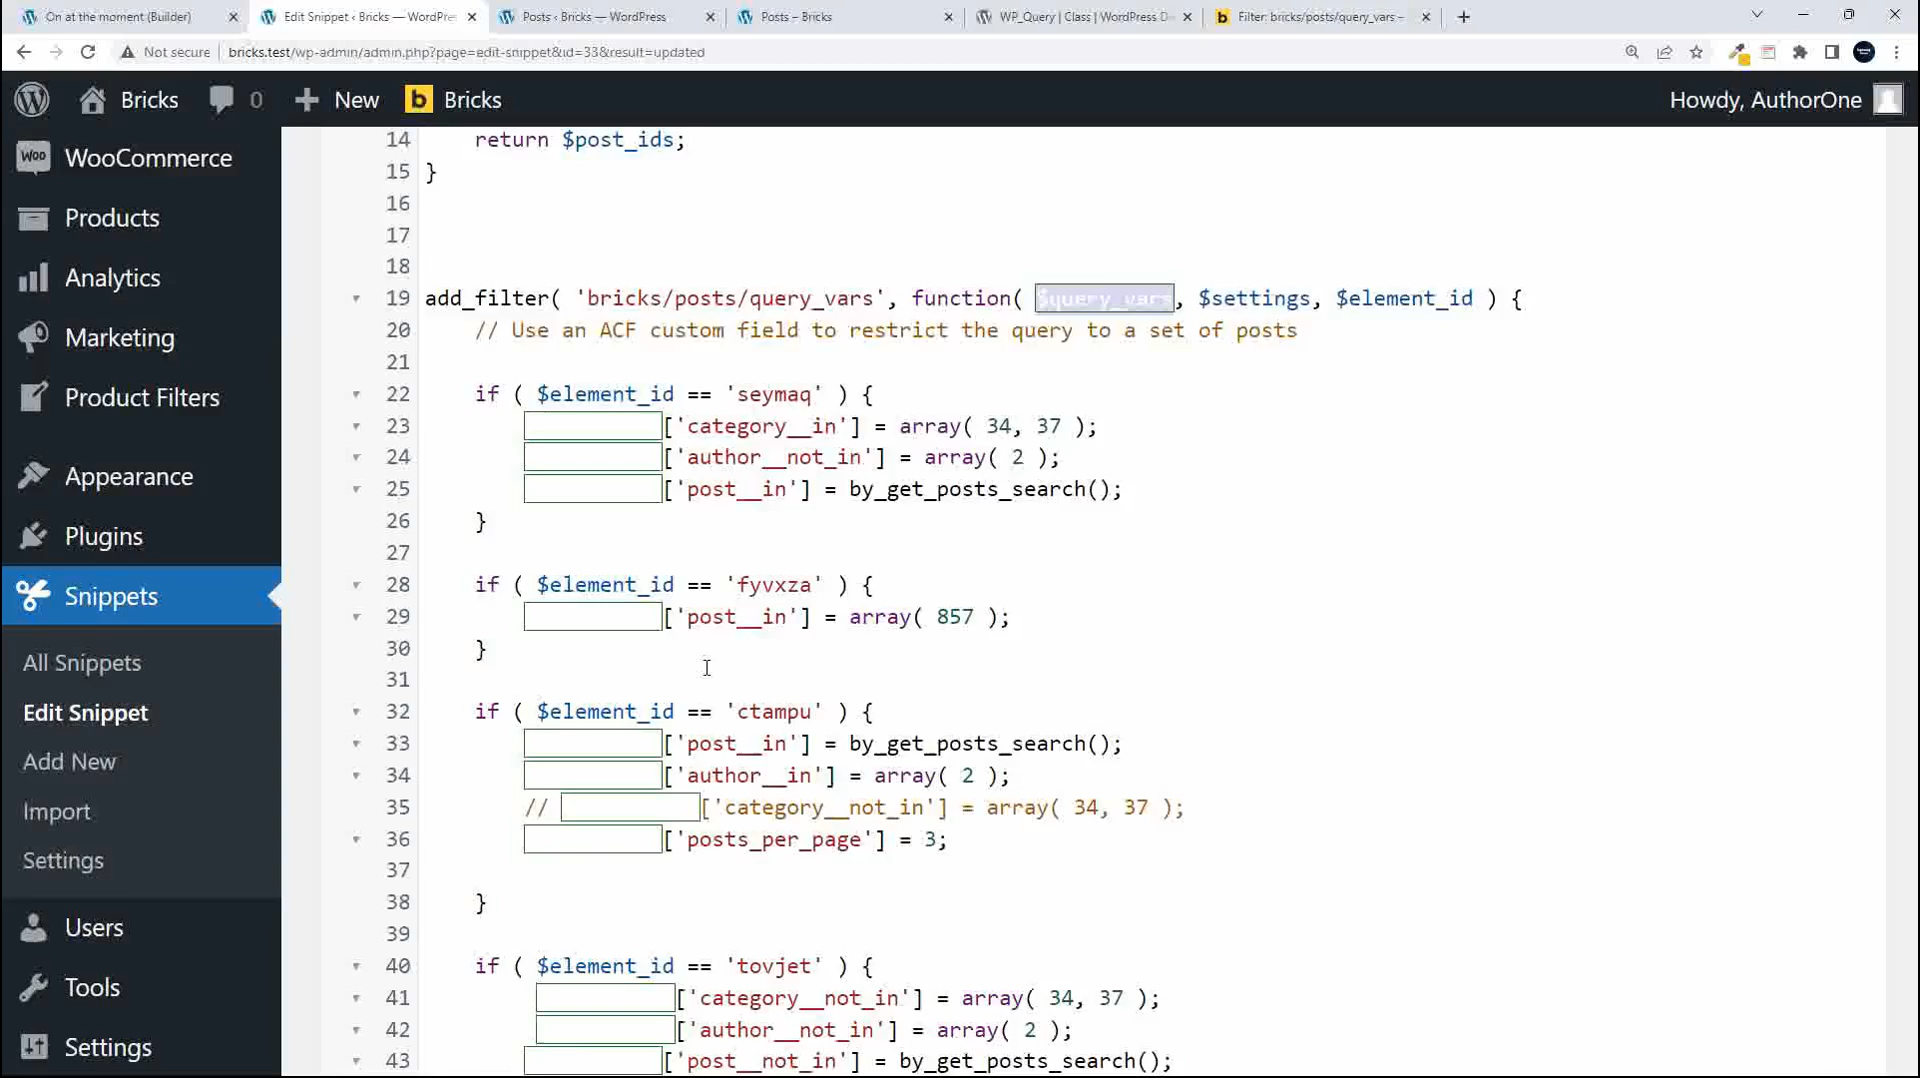 On at the moment (Builder)
Edit Snippet ‹ Bricks — WordPre
Posts ‹ Bricks — WordPress
Posts – Bricks
WP_Query | Class | WordPress D
Filter: bricks/posts/query_vars –
Not secure
bricks.test/wp-admin/admin.php?page=edit-snippet&id=33&result=updated
Bricks
0
New
b Bricks
Howdy, AuthorOne
Woo WooCommerce
Products
Analytics
Marketing
Product Filters
Appearance
Plugins
Snippets
All Snippets
Edit Snippet
Add New
Import
Settings
Users
Tools
Settings
14 return $post_ids;
15 }
16
17
18
19 add_filter( 'bricks/posts/query_vars', function( $query_vars, $settings, $element_id ) {
20 // Use an ACF custom field to restrict the query to a set of posts
21
22 if ( $element_id == 'seymaq' ) {
23 ['category__in'] = array( 34, 37 );
24 ['author__not_in'] = array( 2 );
25 ['post__in'] = by_get_posts_search();
26 }
27
28 if ( $element_id == 'fyvxza' ) {
29 ['post__in'] = array( 857 );
30 }
31
32 if ( $element_id == 'ctampu' ) {
33 ['post__in'] = by_get_posts_search();
34 ['author__in'] = array( 2 );
35 // ['category__not_in'] = array( 34, 37 );
36 ['posts_per_page'] = 3;
37
38 }
39
40 if ( $element_id == 'tovjet' ) {
41 ['category__not_in'] = array( 34, 37 );
42 ['author__not_in'] = array( 2 );
43 ['post__not_in'] = by_get_posts_search();